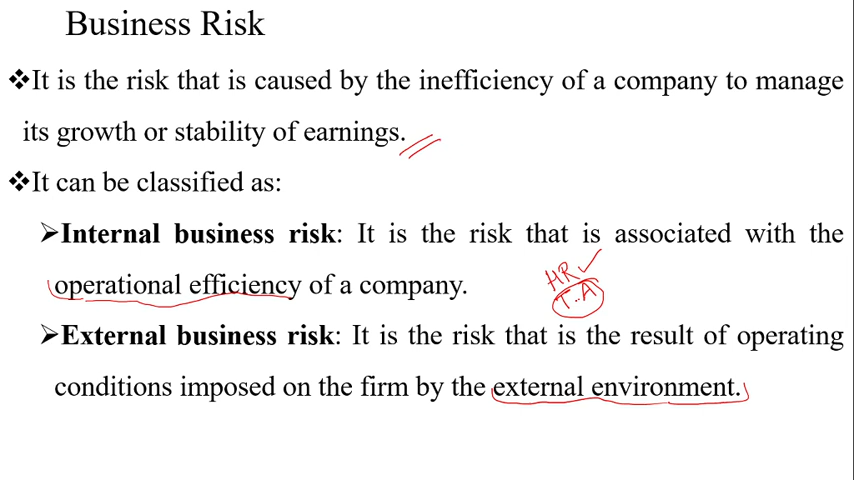 Business Risk
❖It is the risk that is caused by the inefficiency of a company to manage
its growth or stability of earnings.
❖It can be classified as:
➢Internal business risk: It is the risk that is associated with the
operational efficiency of a company.
HR
T.A
➢External business risk: It is the risk that is the result of operating
conditions imposed on the firm by the external environment.